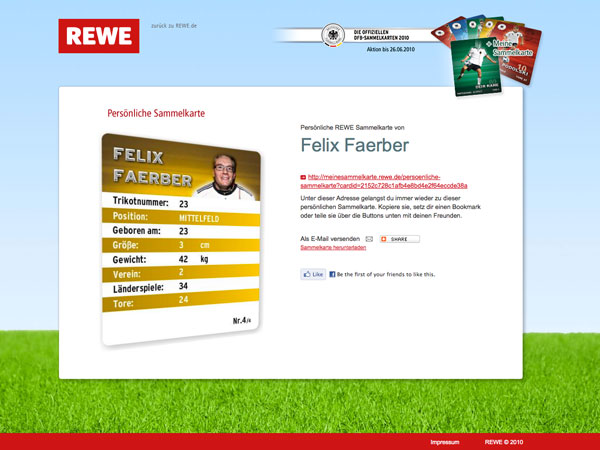 REWE
zurück zu REWE.de
DIE OFFIZIELLEN
DFB-SAMMELKARTEN 2010
Aktion bis 26.06.2010
Meine
Sammelkarte
PODOLSKI
10
DEIN NAME
Persönliche Sammelkarte
FELIX
FAERBER
Trikotnummer: 23
Position: MITTELFELD
Geboren am: 23
Größe: 3 cm
Gewicht: 42 kg
Verein: 2
Länderspiele: 34
Tore: 24
Nr.4/6
Persönliche REWE Sammelkarte von
Felix Faerber
http://meinesammelkarte.rewe.de/persoenliche-
sammelkarte?cardid=2152c728c1afb4e8bd4e2f64eccde38a
Unter dieser Adresse gelangst du immer wieder zu dieser
persönlichen Sammelkarte. Kopiere sie, setz dir einen Bookmark
oder teile sie über die Buttons unten mit deinen Freunden.
Als E-Mail versenden SHARE
Sammelkarte herunterladen
Like Be the first of your friends to like this.
Impressum REWE © 2010